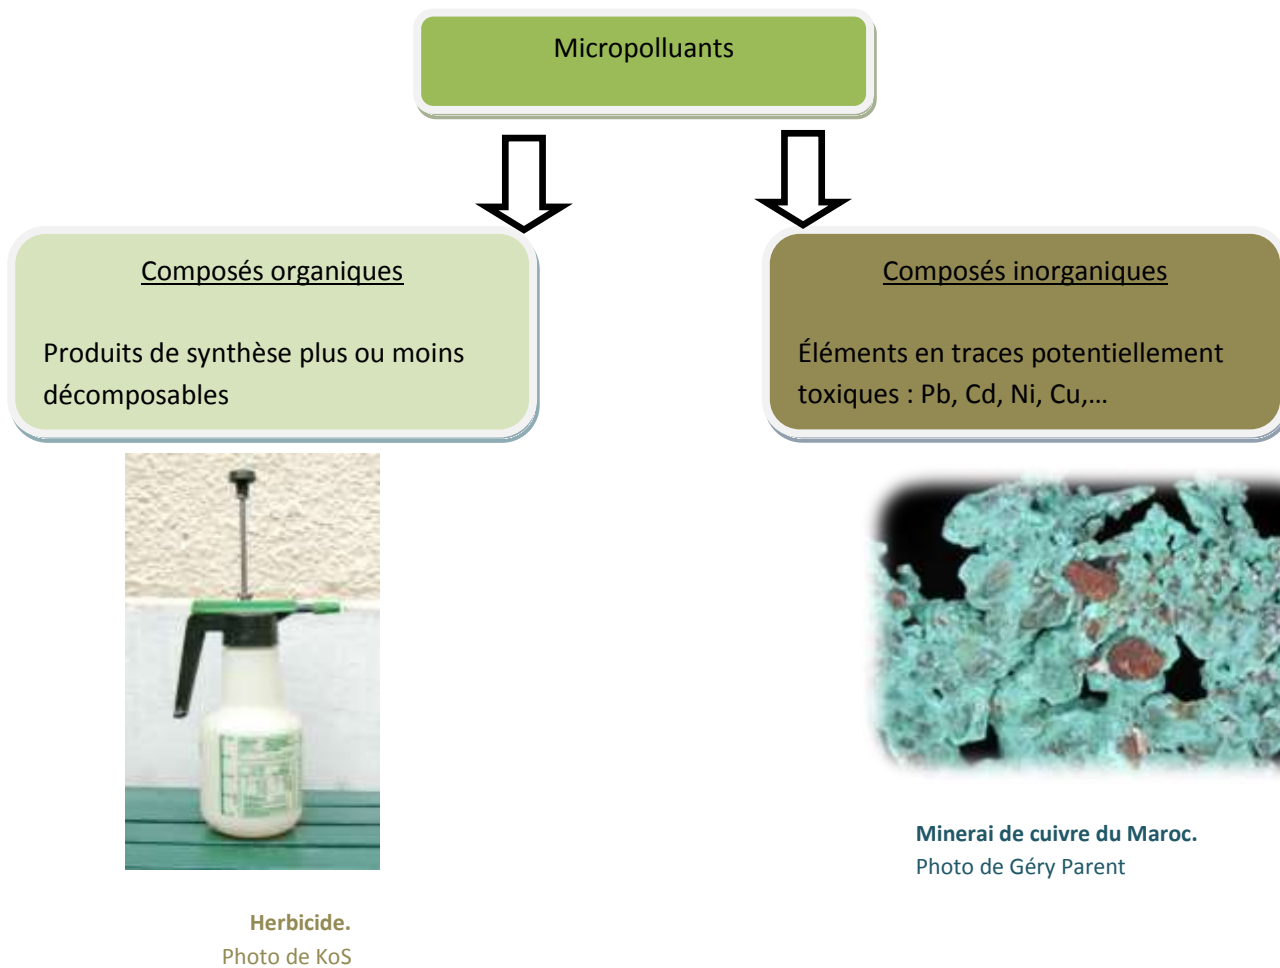 Micropolluants
Composés organiques
Produits de synthèse plus ou moins
décomposables
Composés inorganiques
Éléments en traces potentiellement
toxiques : Pb, Cd, Ni, Cu,...
Minerai de cuivre du Maroc.
Photo de Géry Parent
Herbicide.
Photo de KoS